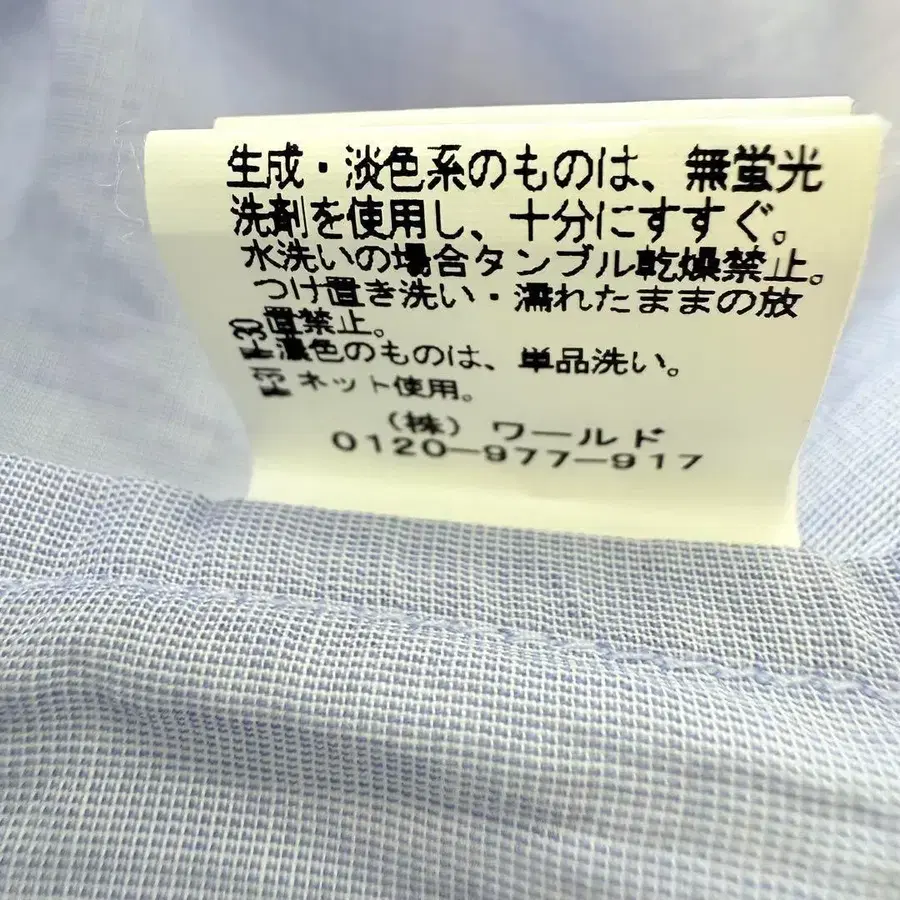 生成・淡色系のものは、無蛍光
洗剤を使用し、十分にすすぐ。
水洗いの場合タンブル乾燥禁止。
つけ置き洗い・濡れたままの放
置禁止。
濃色のものは、単品洗い。
ネット使用。
(株) ワールド
0120-977-917